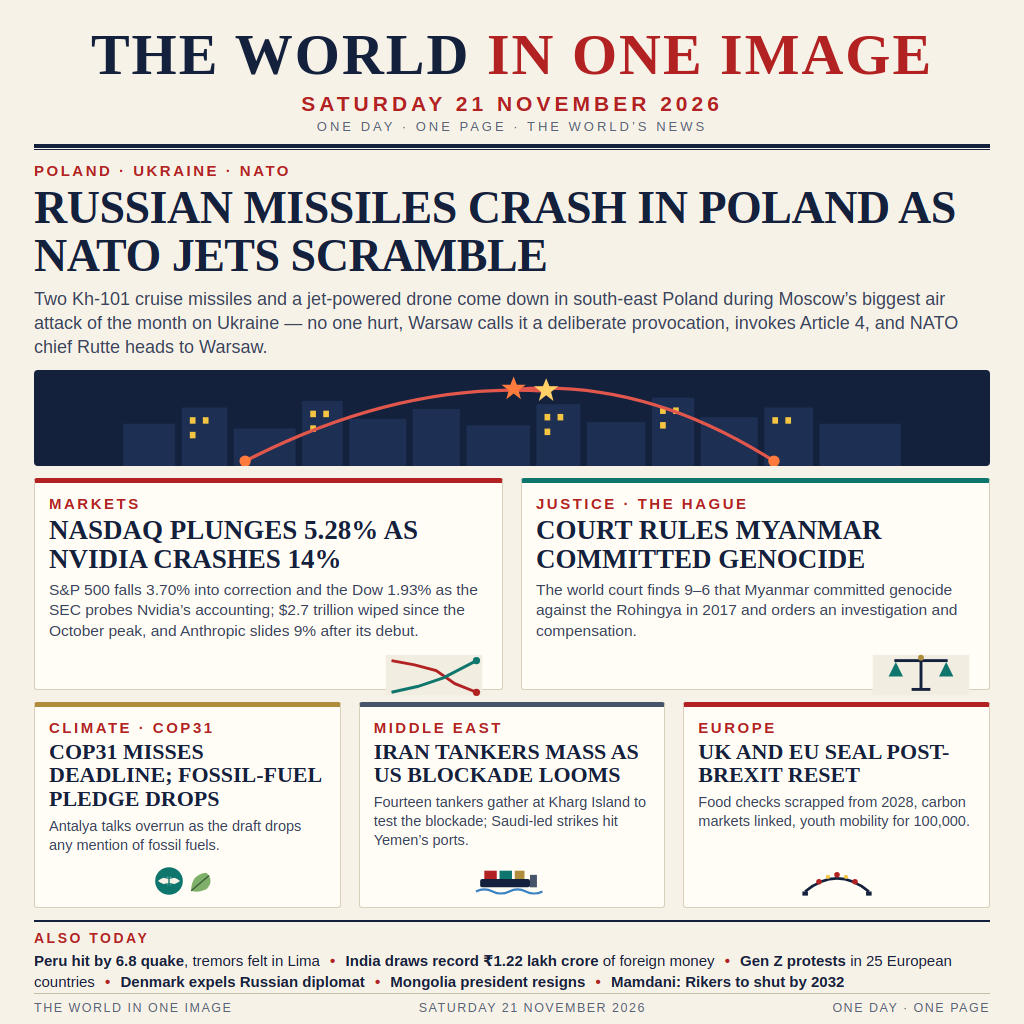 THE WORLD IN ONE IMAGE
SATURDAY 21 NOVEMBER 2026
ONE DAY · ONE PAGE · THE WORLD’S NEWS
POLAND · UKRAINE · NATO
RUSSIAN MISSILES CRASH IN POLAND AS
NATO JETS SCRAMBLE
Two Kh-101 cruise missiles and a jet-powered drone come down in south-east Poland during Moscow’s biggest air
attack of the month on Ukraine — no one hurt, Warsaw calls it a deliberate provocation, invokes Article 4, and NATO
chief Rutte heads to Warsaw.
MARKETS
NASDAQ PLUNGES 5.28% AS
NVIDIA CRASHES 14%
S&P 500 falls 3.70% into correction and the Dow 1.93% as the
SEC probes Nvidia’s accounting; $2.7 trillion wiped since the
October peak, and Anthropic slides 9% after its debut.
JUSTICE · THE HAGUE
COURT RULES MYANMAR
COMMITTED GENOCIDE
The world court finds 9–6 that Myanmar committed genocide
against the Rohingya in 2017 and orders an investigation and
compensation.
CLIMATE · COP31
COP31 MISSES
DEADLINE; FOSSIL-FUEL
PLEDGE DROPS
Antalya talks overrun as the draft drops
any mention of fossil fuels.
MIDDLE EAST
IRAN TANKERS MASS AS
US BLOCKADE LOOMS
Fourteen tankers gather at Kharg Island to
test the blockade; Saudi-led strikes hit
Yemen’s ports.
EUROPE
UK AND EU SEAL POST-
BREXIT RESET
Food checks scrapped from 2028, carbon
markets linked, youth mobility for 100,000.
ALSO TODAY
Peru hit by 6.8 quake, tremors felt in Lima • India draws record ₹1.22 lakh crore of foreign money • Gen Z protests in 25 European
countries • Denmark expels Russian diplomat • Mongolia president resigns • Mamdani: Rikers to shut by 2032
THE WORLD IN ONE IMAGE
SATURDAY 21 NOVEMBER 2026
ONE DAY · ONE PAGE